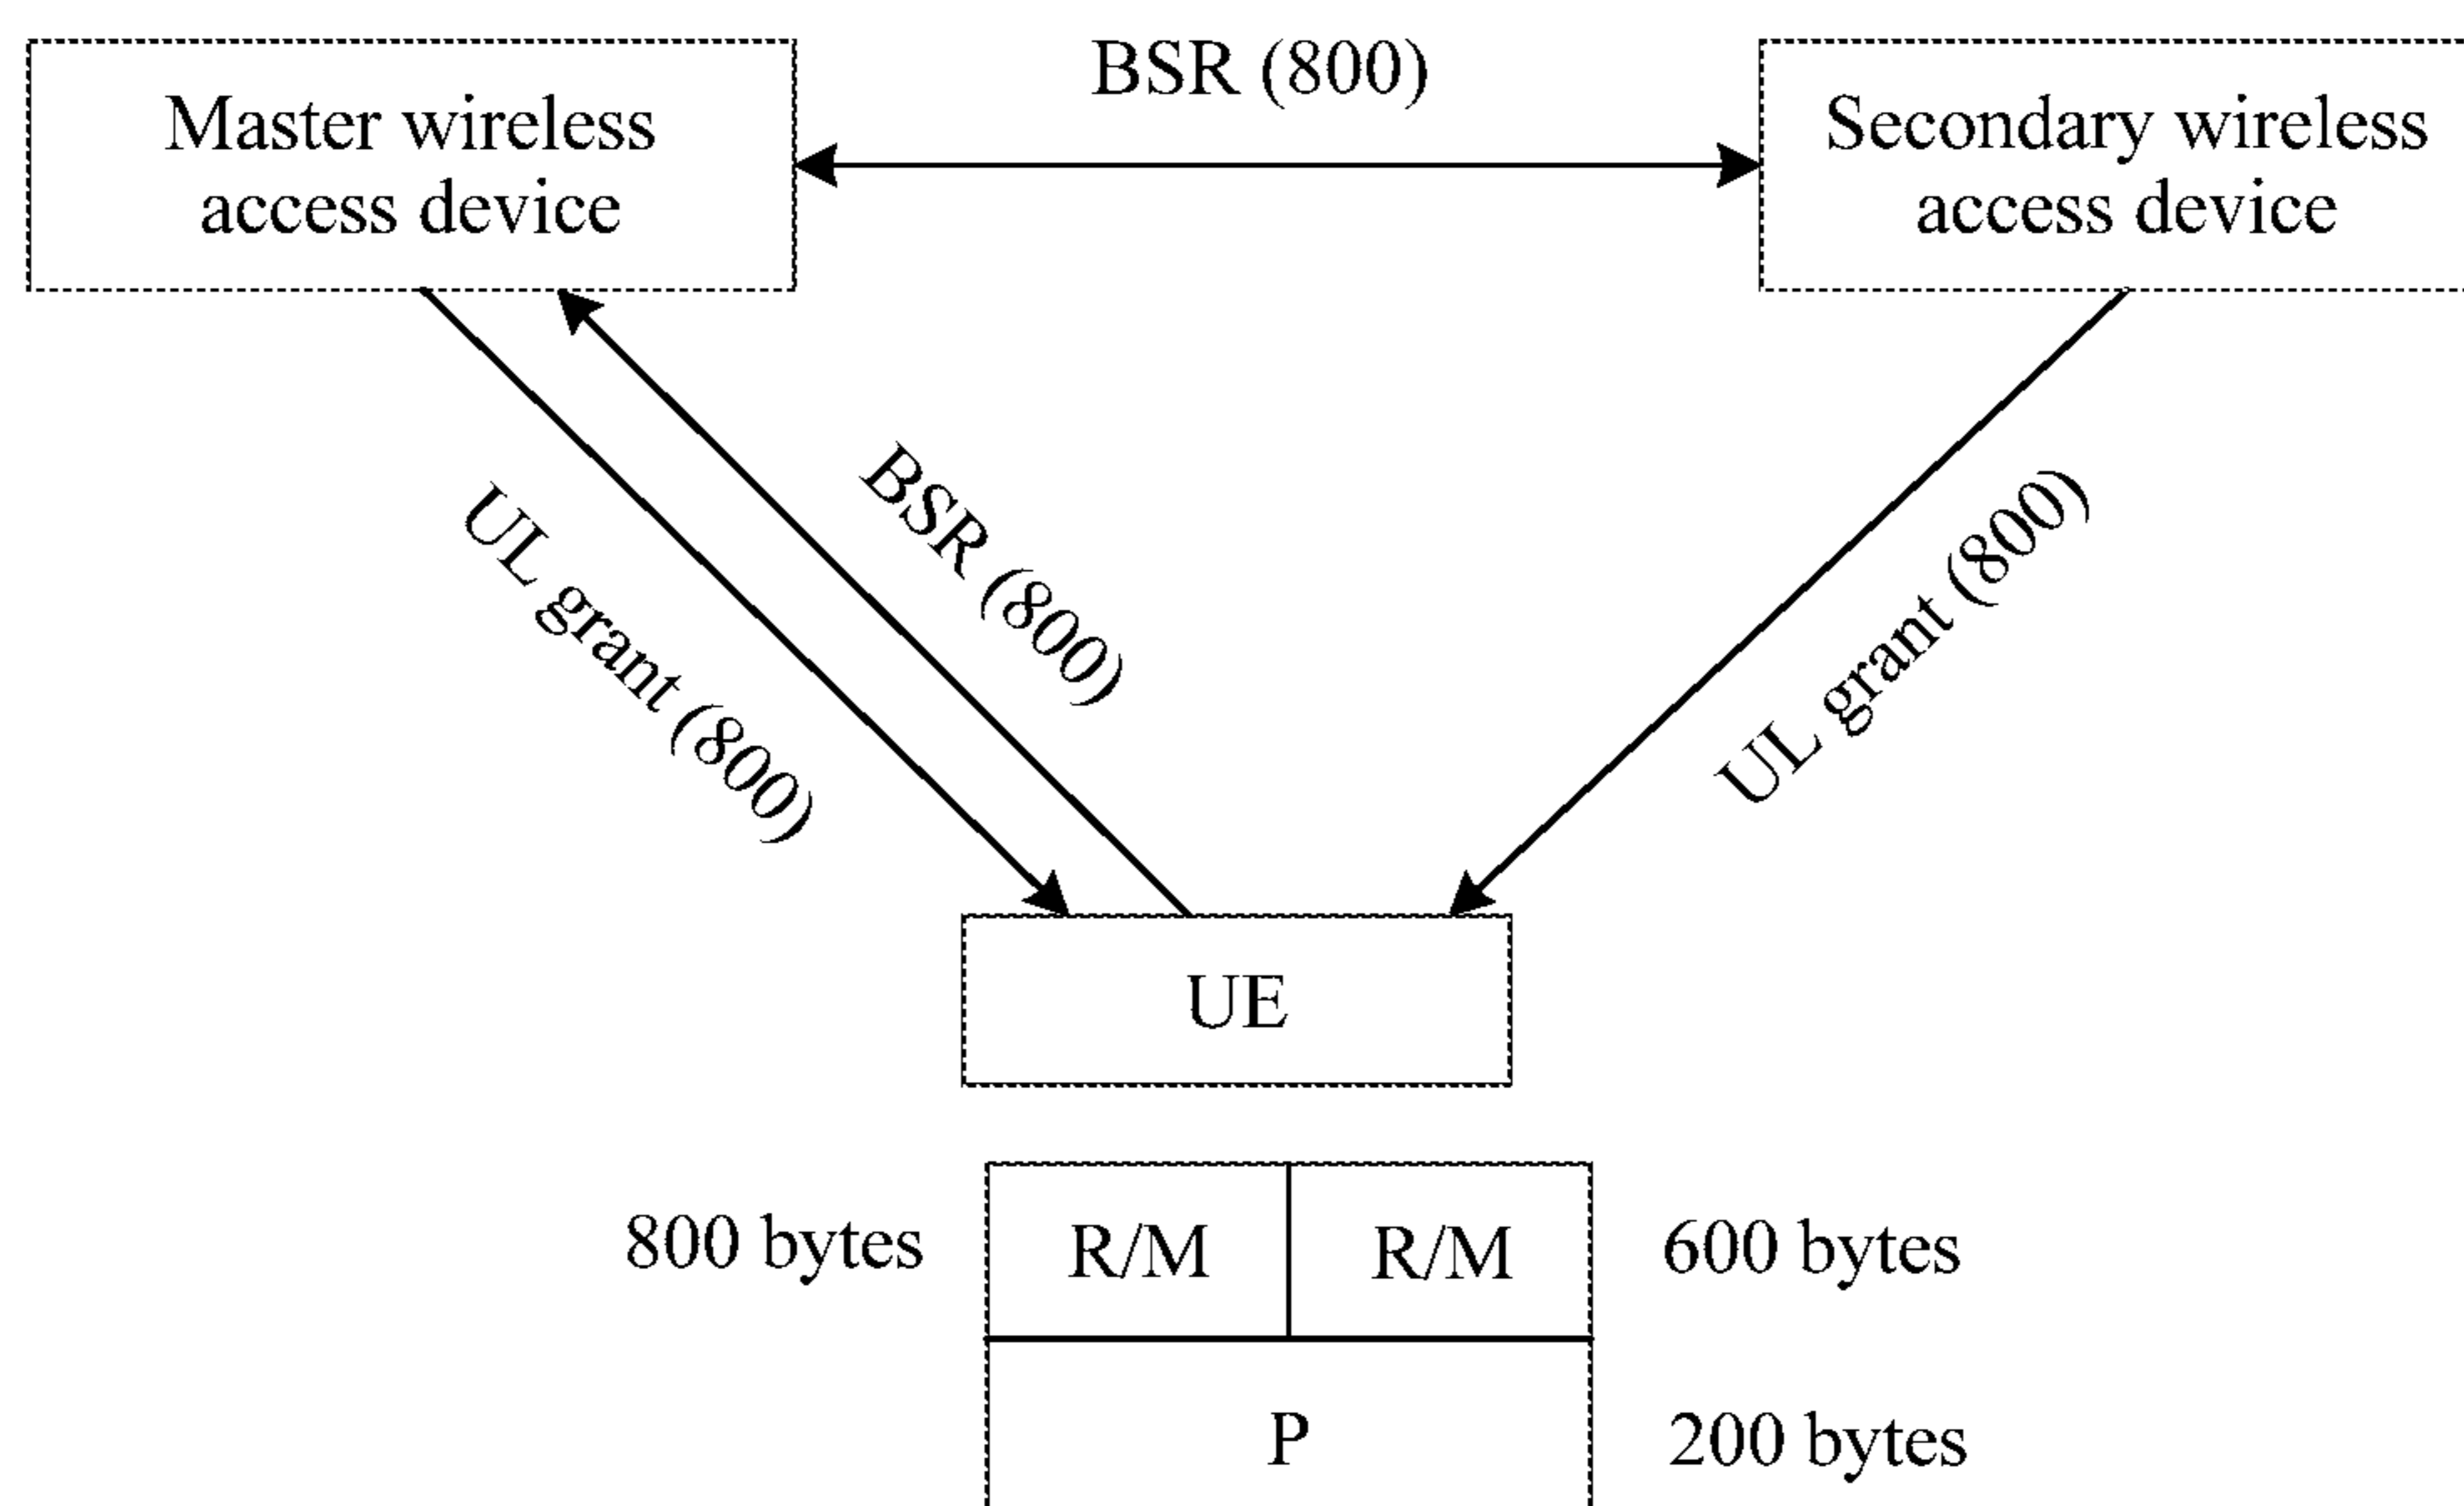 BSR (800)
Master wireless
access device
Secondary wireless
access device
UL grant (800)
BSR (800)
UL grant (800)
UE
800 bytes
R/M
R/M
600 bytes
P
200 bytes